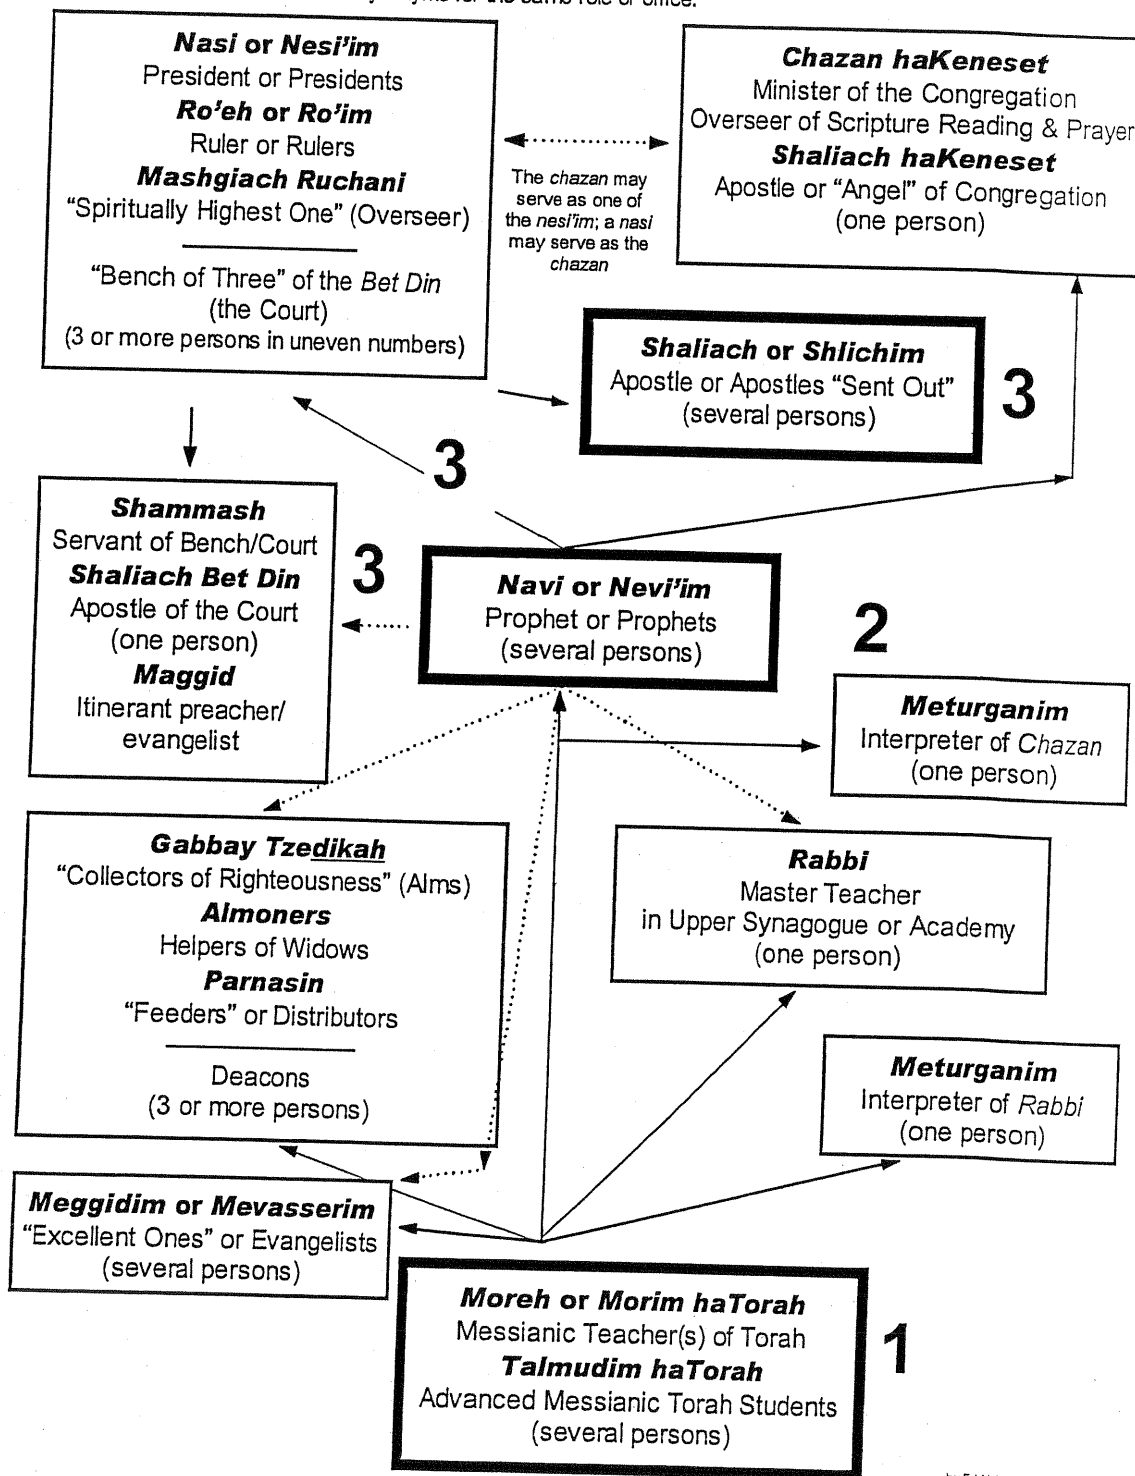 for the same role or office.
Nasi or Nesi'im
President or Presidents
Ro'eh or Ro'im
Ruler or Rulers
Mashgiach Ruchani
“Spiritually Highest One” (Overseer)
“Bench of Three” of the Bet Din
(the Court)
(3 or more persons in uneven numbers)
The chazan may
serve as one of
the nesi'im; a nasi
may serve as the
chazan
Chazan haKeneset
Minister of the Congregation
Overseer of Scripture Reading & Prayer
Shaliach haKeneset
Apostle or “Angel” of Congregation
(one person)
Shaliach or Shlichim
Apostle or Apostles “Sent Out”
(several persons)
3
3
Shammash
Servant of Bench/Court
Shaliach Bet Din
Apostle of the Court
(one person)
Maggid
Itinerant preacher/
evangelist
3
Navi or Nevi'im
Prophet or Prophets
(several persons)
2
Meturganim
Interpreter of Chazan
(one person)
Gabbay Tzedikah
“Collectors of Righteousness” (Alms)
Almoners
Helpers of Widows
Parnasin
“Feeders” or Distributors
Deacons
(3 or more persons)
Rabbi
Master Teacher
in Upper Synagogue or Academy
(one person)
Meturganim
Interpreter of Rabbi
(one person)
Meggidim or Mevasserim
“Excellent Ones” or Evangelists
(several persons)
Moreh or Morim haTorah
Messianic Teacher(s) of Torah
Talmudim haTorah
Advanced Messianic Torah Students
(several persons)
1